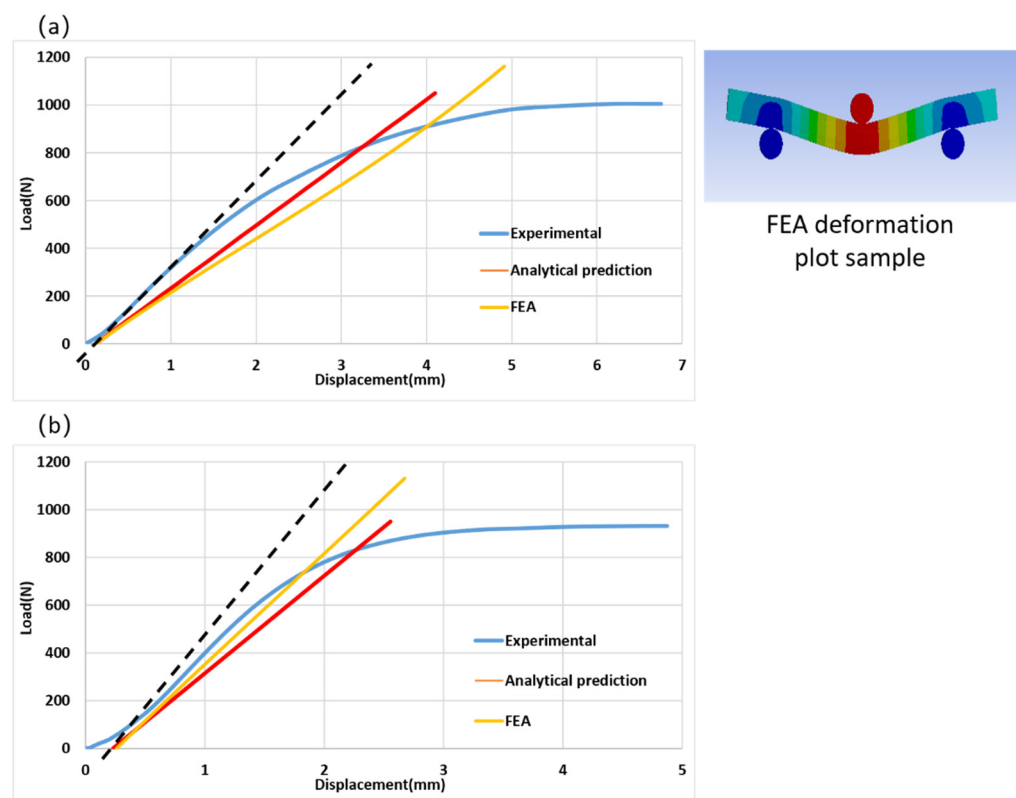 (a)
1200
1000
800
600
400
200
0
Load(N)
Experimental
Analytical prediction
FEA
0 1 2 3 4 5 6 7
Displacement(mm)
FEA deformation
plot sample
(b)
1200
1000
800
600
400
200
0
Load(N)
Experimental
Analytical prediction
FEA
0 1 2 3 4 5
Displacement(mm)